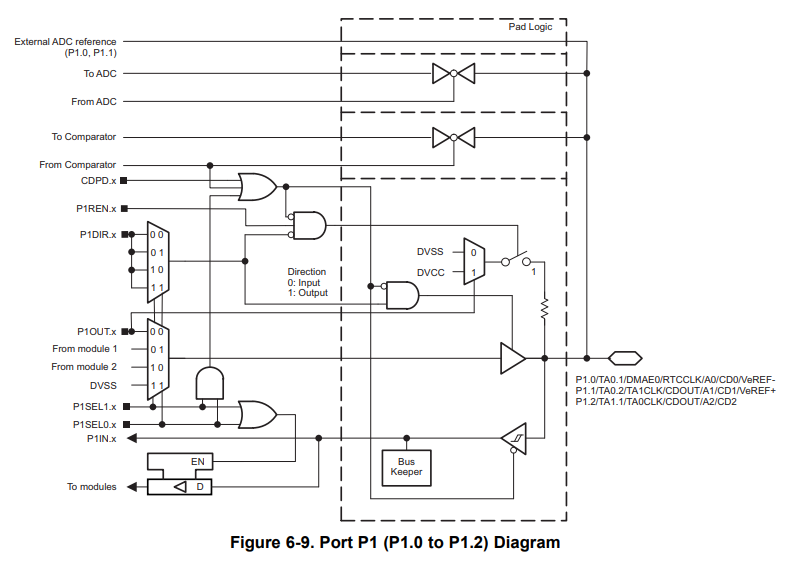 Pad Logic
External ADC reference
(P1.0, P1.1)
To ADC
From ADC
To Comparator
From Comparator
CDPD.x
P1REN.x
P1DIR.x
0 0
0 1
1 0
1 1
Direction
0: Input
1: Output
DVSS
0
DVCC
1
1
P1OUT.x
0 0
From module 1
0 1
From module 2
1 0
DVSS
1 1
P1.0/TA0.1/DMAE0/RTCCLK/A0/CD0/VeREF-
P1.1/TA0.2/TA1CLK/CDOUT/A1/CD1/VeREF+
P1.2/TA1.1/TA0CLK/CDOUT/A2/CD2
P1SEL1.x
P1SEL0.x
P1IN.x
EN
Bus
Keeper
To modules
D
Figure 6-9. Port P1 (P1.0 to P1.2) Diagram